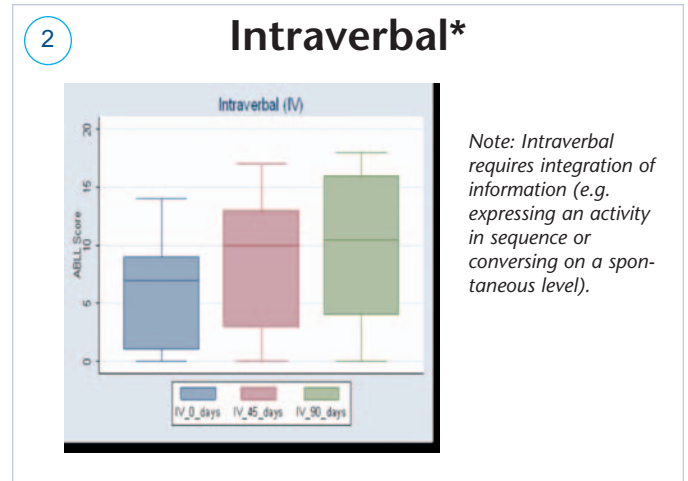 2
Intraverbal*
Intraverbal (IV)
20
15
10
5
0
ABLL Score
IV_0_days IV_45_days IV_90_days
Note: Intraverbal
requires integration of
information (e.g.
expressing an activity
in sequence or
conversing on a spon-
taneous level).